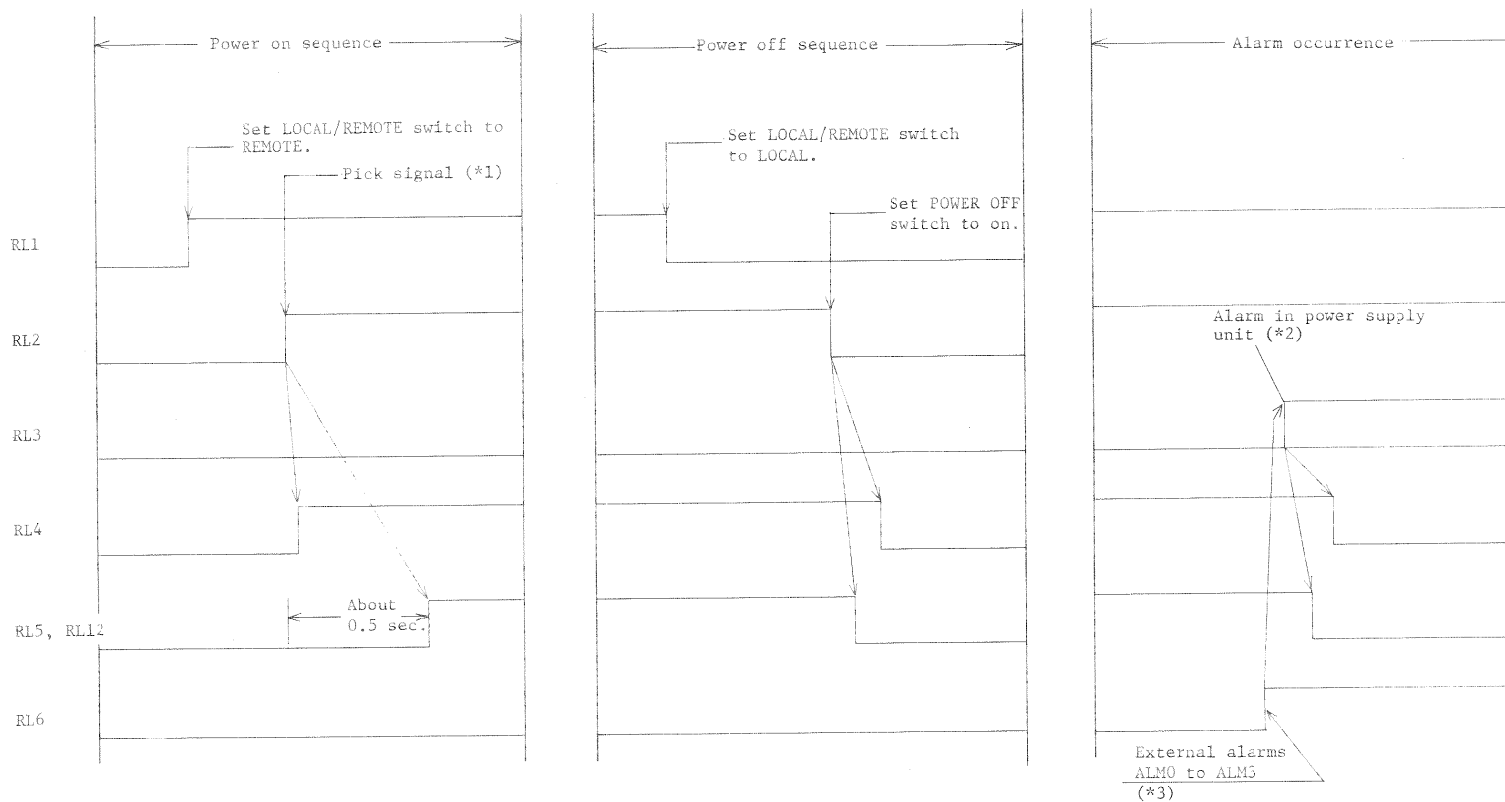 Power on sequence
Power off sequence
Alarm occurrence
Set LOCAL/REMOTE switch to
REMOTE.
Pick signal (*1)
Set LOCAL/REMOTE switch
to LOCAL.
Set POWER OFF
switch to on.
RL1
RL2
Alarm in power supply
unit (*2)
RL3
RL4
About
0.5 sec.
RL5, RL12
RL6
External alarms
ALM0 to ALM3
(*3)